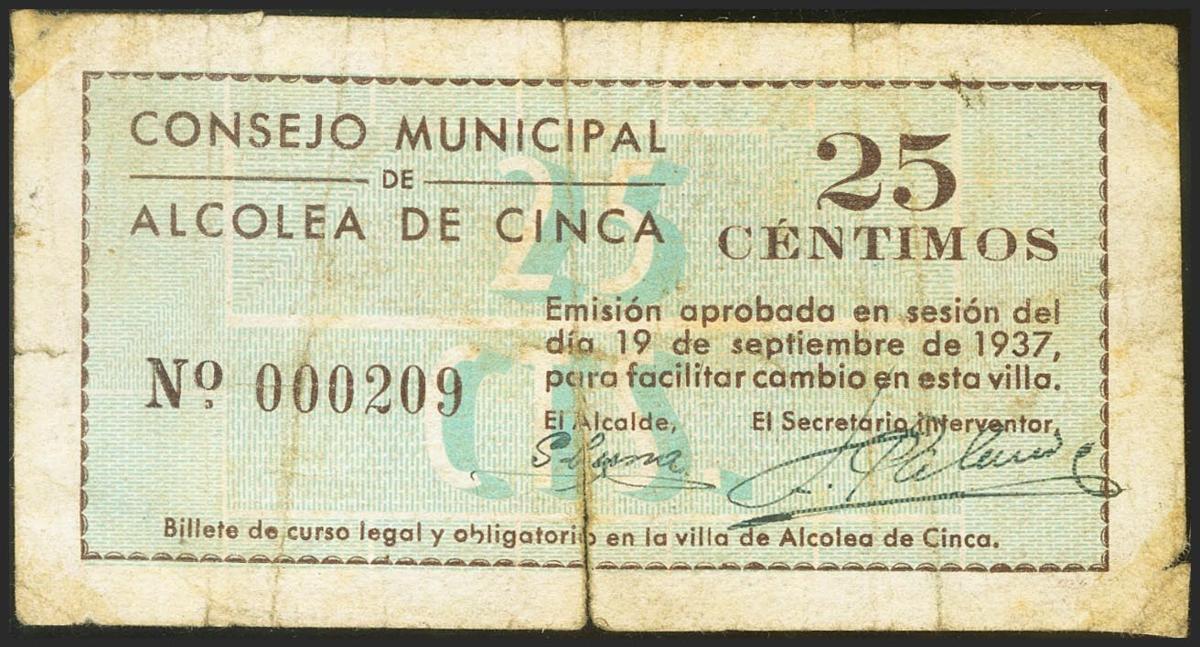 CONSEJO MUNICIPAL
DE
ALCOLEA DE CINCA
25
CÉNTIMOS
25
CTS.
Emisión aprobada en sesión del
día 19 de septiembre de 1937,
para facilitar cambio en esta villa.
Nº 000209
El Alcalde, El Secretario interventor,
Billete de curso legal y obligatorio en la villa de Alcolea de Cinca.